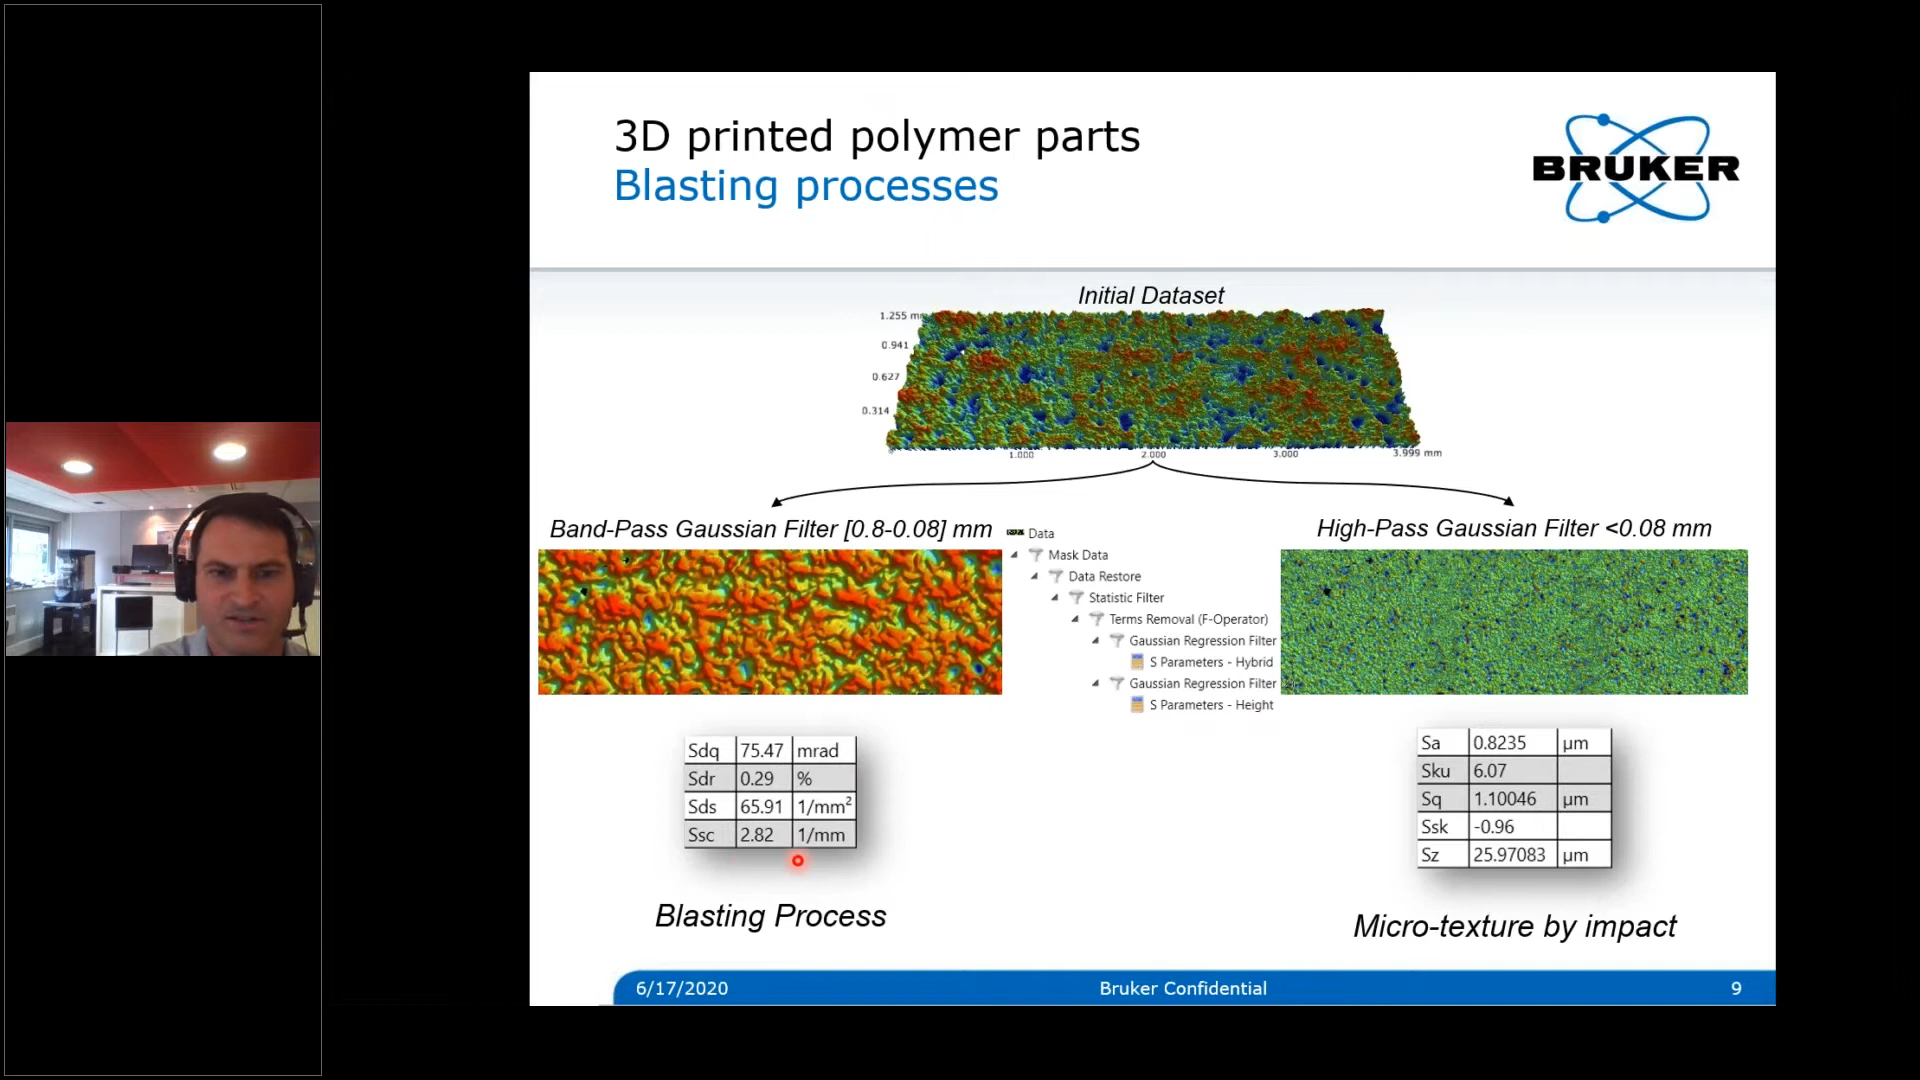 3D printed polymer parts
Blasting processes
BRUKER
Initial Dataset
1.255 mm
0.941
0.627
0.314
1.000
2.000
3.000
3.999 mm
Band-Pass Gaussian Filter [0.8-0.08] mm
Data
Mask Data
Data Restore
Statistic Filter
Terms Removal (F-Operator)
Gaussian Regression Filter
S Parameters - Hybrid
Gaussian Regression Filter
S Parameters - Height
High-Pass Gaussian Filter <0.08 mm
Sdq 75.47 mrad
Sdr 0.29 %
Sds 65.91 1/mm²
Ssc 2.82 1/mm
Blasting Process
Sa 0.8235 µm
Sku 6.07
Sq 1.10046 µm
Ssk -0.96
Sz 25.97083 µm
Micro-texture by impact
6/17/2020
Bruker Confidential
9